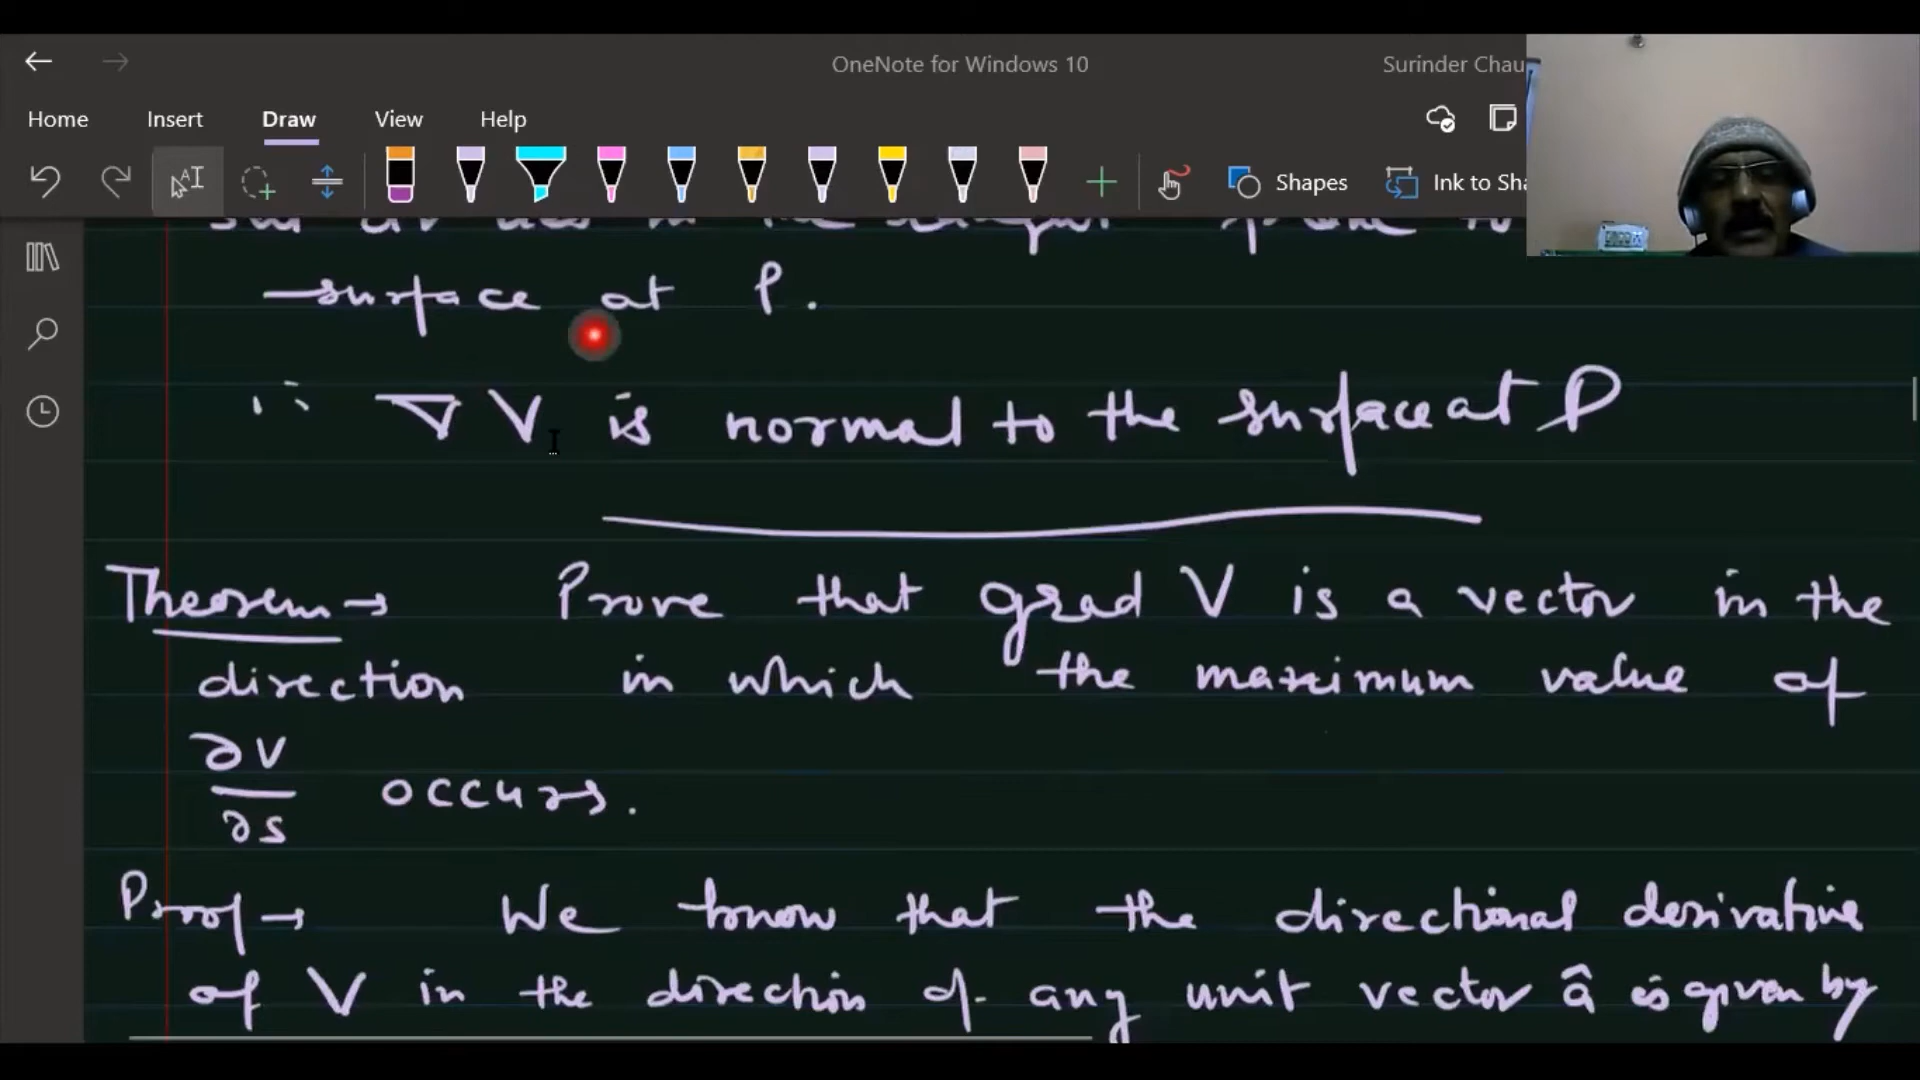 OneNote for Windows 10
Surinder Chau
Home Insert Draw View Help
Shapes Ink to Sha
surface at P.
∴ ∇V is normal to the surface at P
Theorem → Prove that grad V is a vector in the
direction in which the maximum value of
∂V/∂s occurs.
Proof → We know that the directional derivative
of V in the direction of any unit vector â is given by